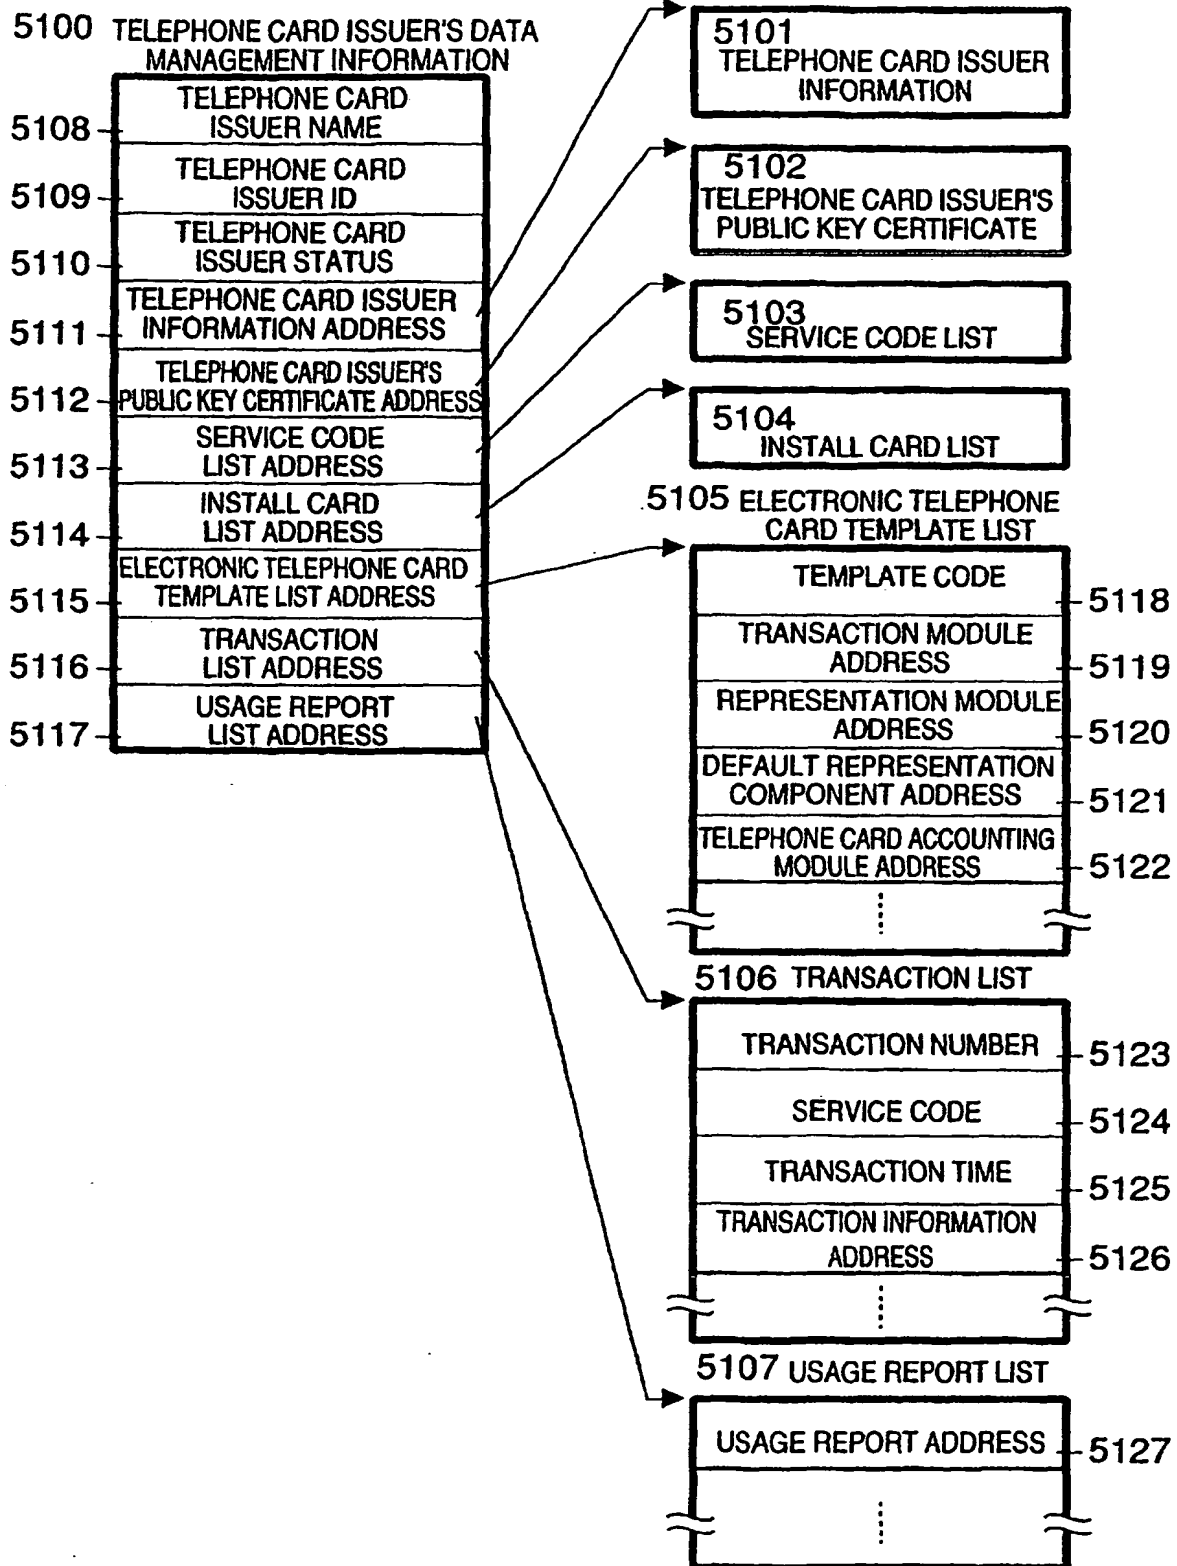 5100 TELEPHONE CARD ISSUER'S DATA
MANAGEMENT INFORMATION
TELEPHONE CARD
ISSUER NAME
5108
TELEPHONE CARD
ISSUER ID
5109
TELEPHONE CARD
ISSUER STATUS
5110
TELEPHONE CARD ISSUER
INFORMATION ADDRESS
5111
TELEPHONE CARD ISSUER'S
PUBLIC KEY CERTIFICATE ADDRESS
5112
SERVICE CODE
LIST ADDRESS
5113
INSTALL CARD
LIST ADDRESS
5114
ELECTRONIC TELEPHONE CARD
TEMPLATE LIST ADDRESS
5115
TRANSACTION
LIST ADDRESS
5116
USAGE REPORT
LIST ADDRESS
5117
5101
TELEPHONE CARD ISSUER
INFORMATION
5102
TELEPHONE CARD ISSUER'S
PUBLIC KEY CERTIFICATE
5103
SERVICE CODE LIST
5104
INSTALL CARD LIST
5105 ELECTRONIC TELEPHONE
CARD TEMPLATE LIST
TEMPLATE CODE
5118
TRANSACTION MODULE
ADDRESS
5119
REPRESENTATION MODULE
ADDRESS
5120
DEFAULT REPRESENTATION
COMPONENT ADDRESS
5121
TELEPHONE CARD ACCOUNTING
MODULE ADDRESS
5122
5106 TRANSACTION LIST
TRANSACTION NUMBER
5123
SERVICE CODE
5124
TRANSACTION TIME
5125
TRANSACTION INFORMATION
ADDRESS
5126
5107 USAGE REPORT LIST
USAGE REPORT ADDRESS
5127